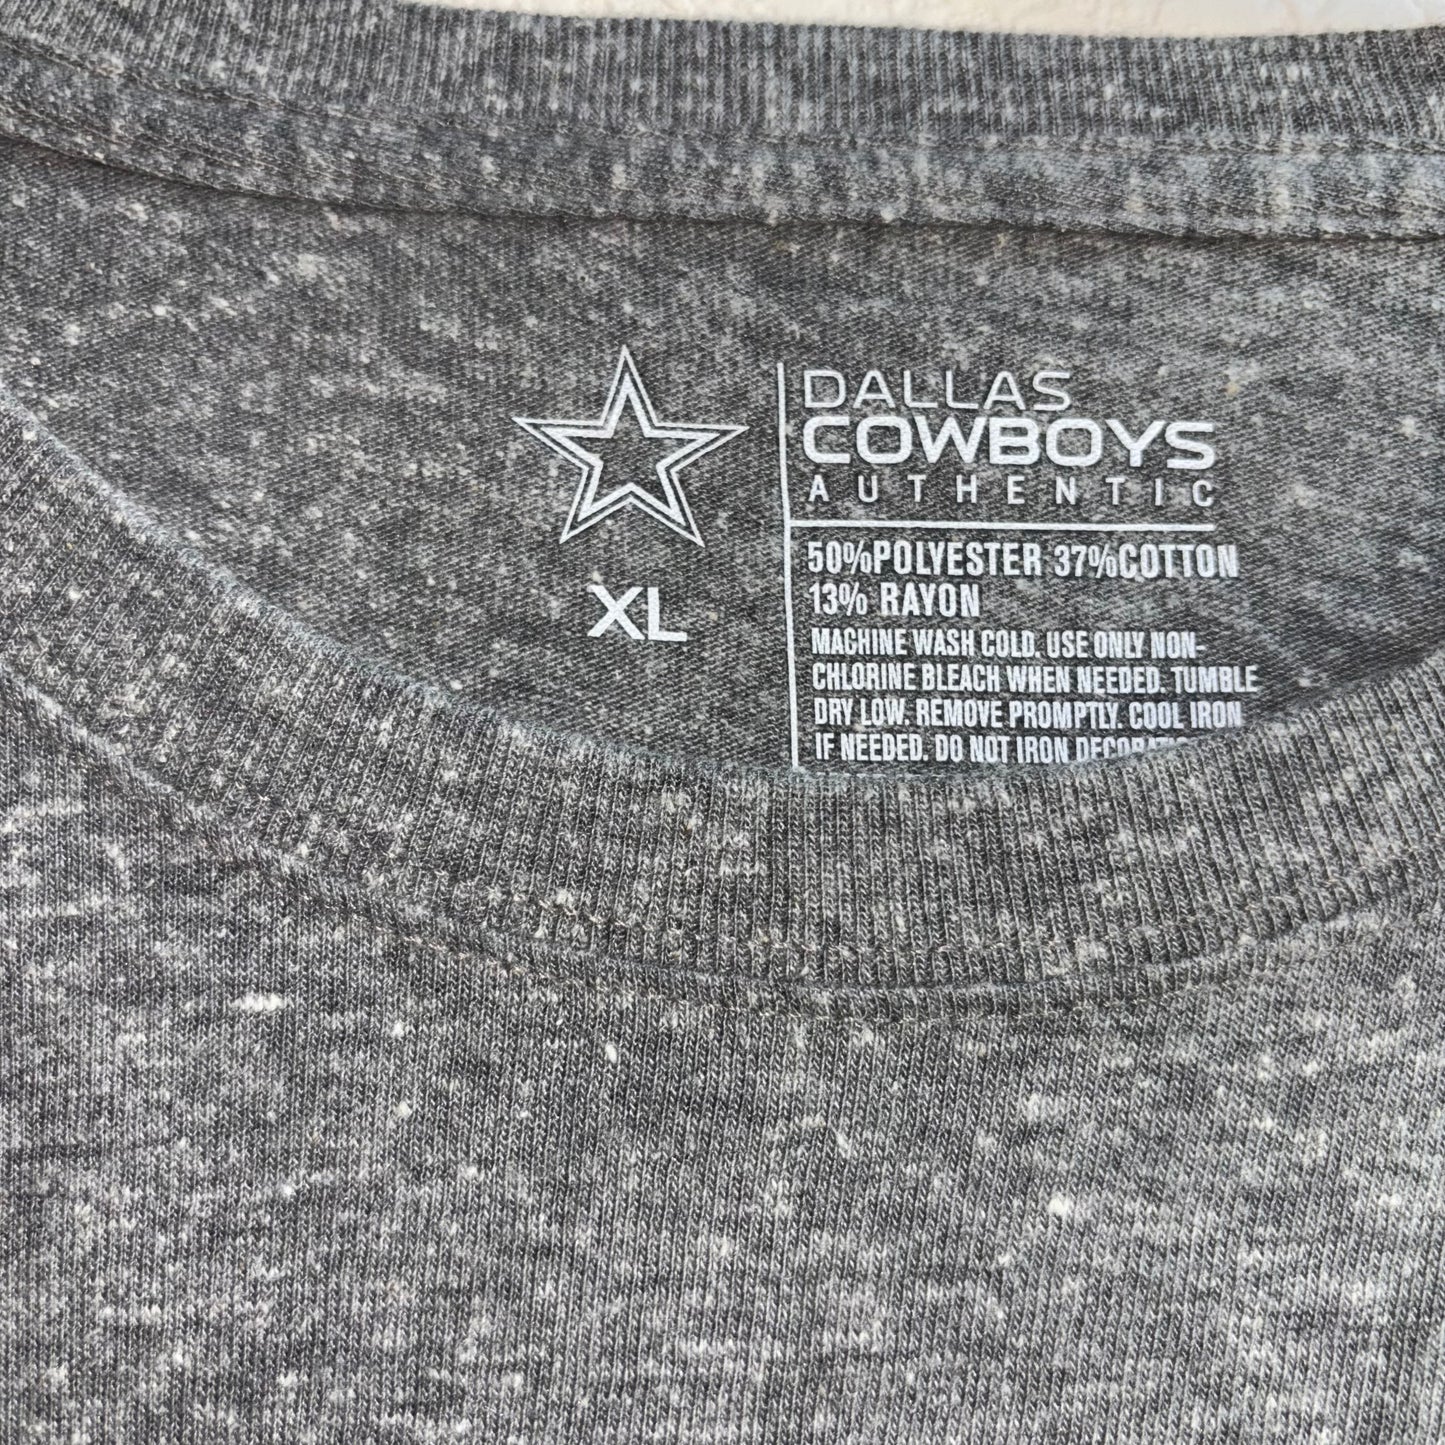 DALLAS
COWBOYS
AUTHENTIC
XL
50%POLYESTER 37%COTTON
13% RAYON
MACHINE WASH COLD. USE ONLY NON-
CHLORINE BLEACH WHEN NEEDED. TUMBLE
DRY LOW. REMOVE PROMPTLY. COOL IRON
IF NEEDED. DO NOT IRON